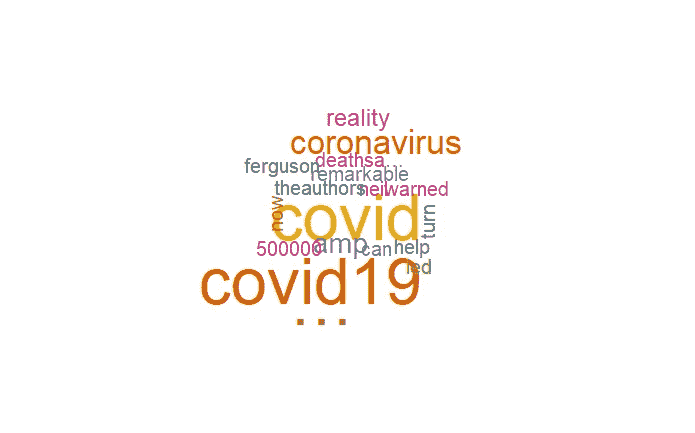 reality
coronavirus
deathsa…
ferguson
remarkable
theauthors
neilwarned
now
covid
turn
500000
amp
can
help
led
covid19
…